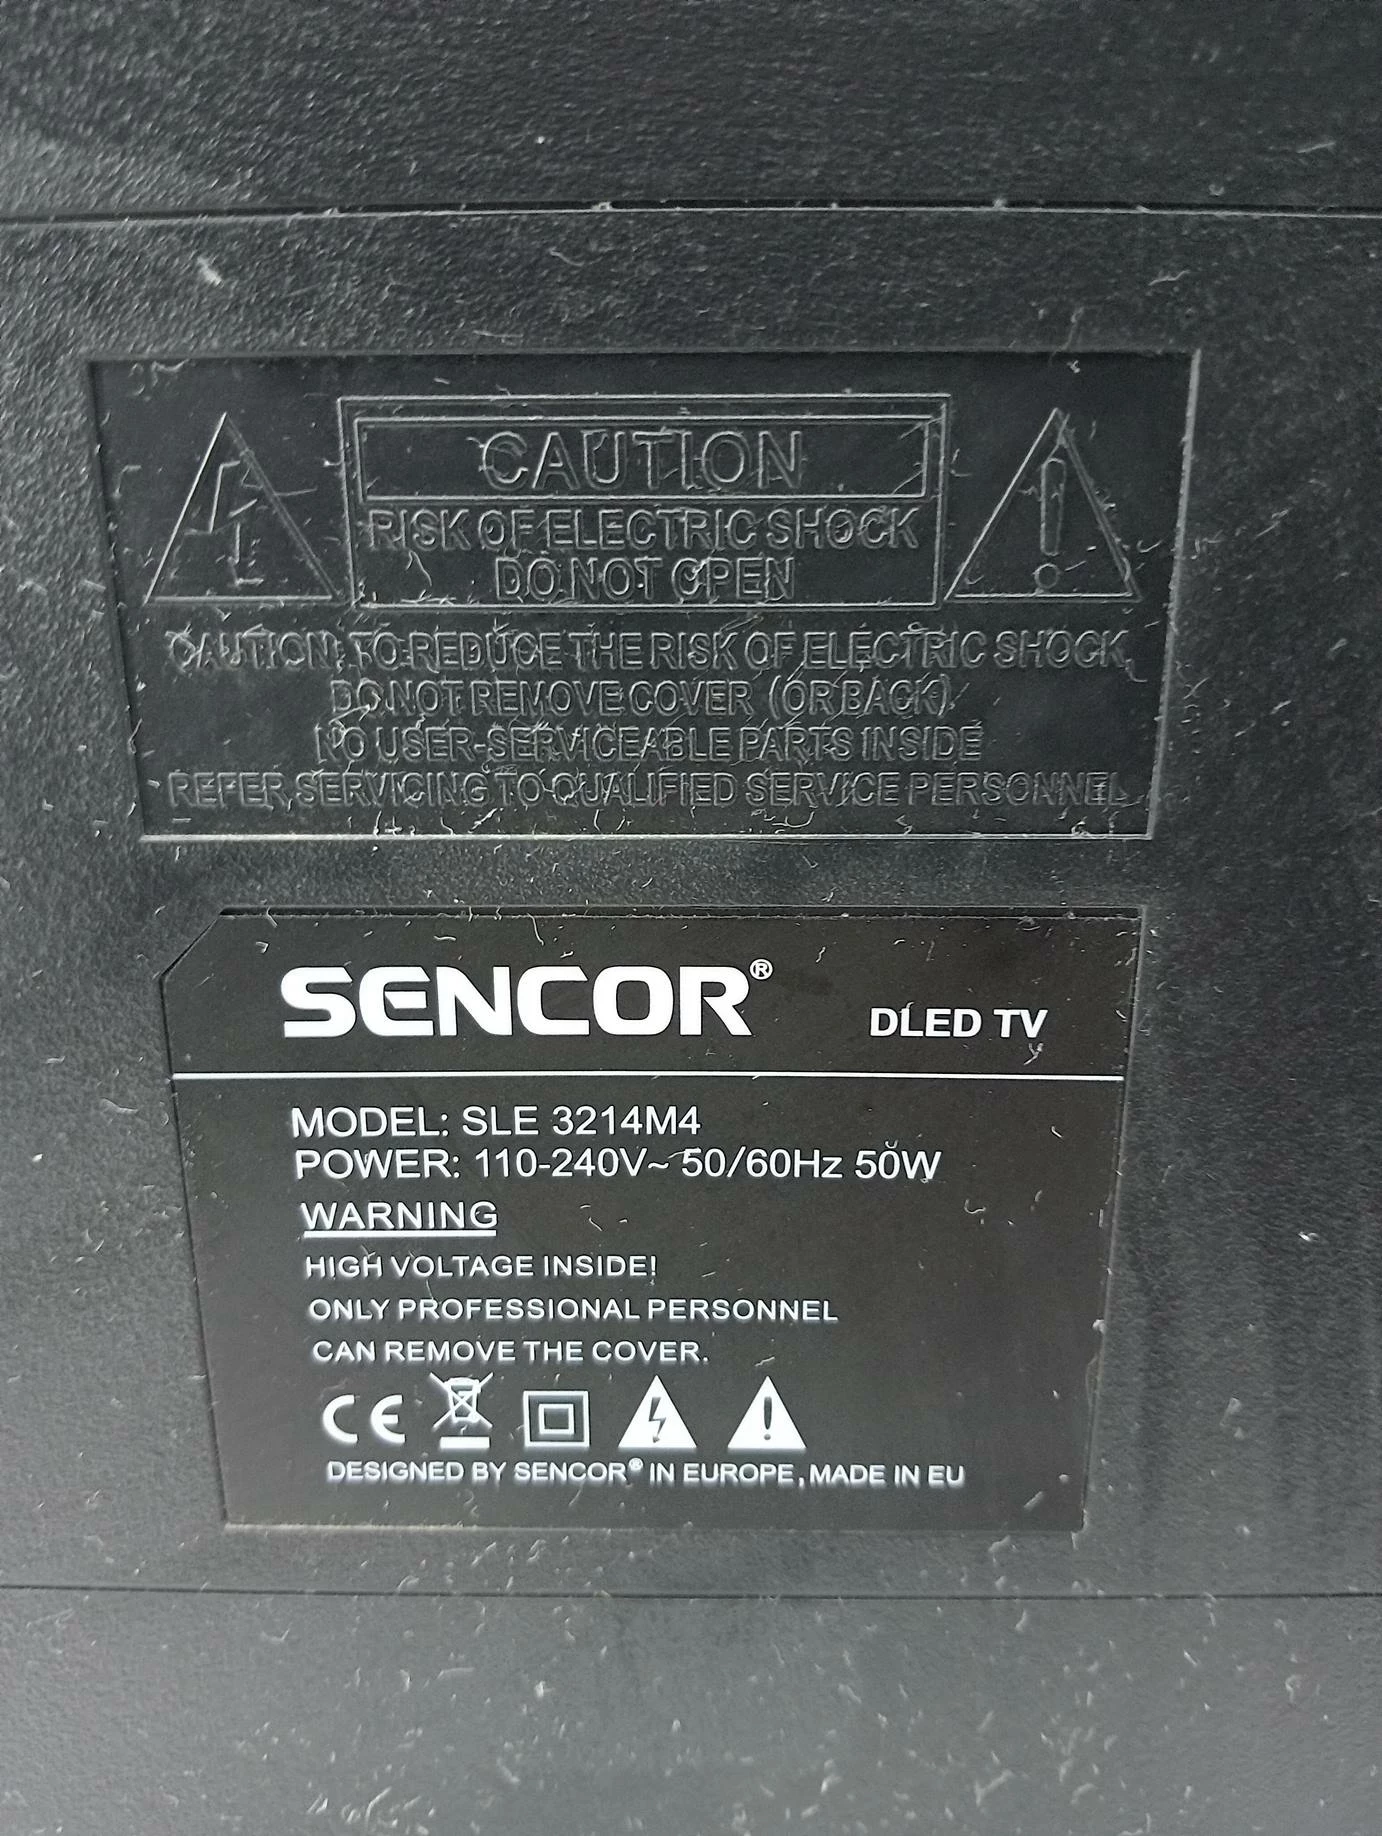 CAUTION
RISK OF ELECTRIC SHOCK
DO NOT OPEN
CAUTION: TO REDUCE THE RISK OF ELECTRIC SHOCK,
DO NOT REMOVE COVER (OR BACK).
NO USER-SERVICEABLE PARTS INSIDE
REFER SERVICING TO QUALIFIED SERVICE PERSONNEL
SENCOR®
DLED TV
MODEL: SLE 3214M4
POWER: 110-240V~ 50/60Hz 50W
WARNING
HIGH VOLTAGE INSIDE!
ONLY PROFESSIONAL PERSONNEL
CAN REMOVE THE COVER.
CE
DESIGNED BY SENCOR® IN EUROPE, MADE IN EU